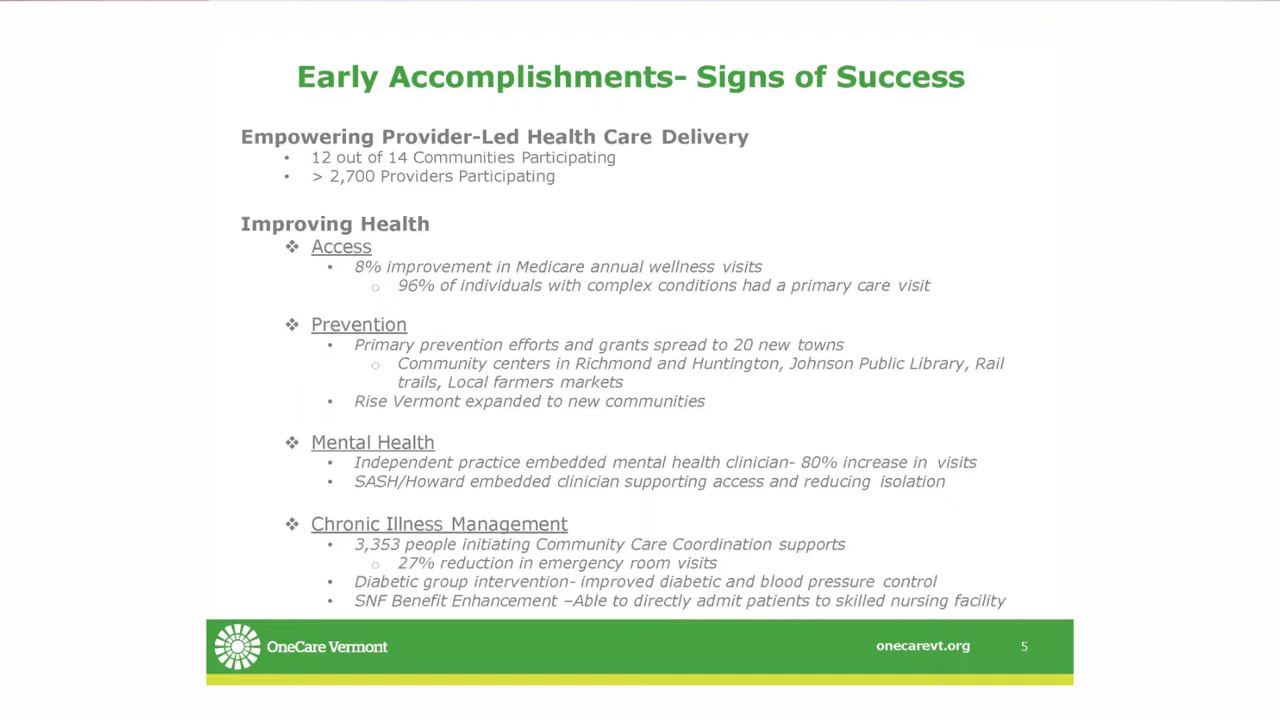 Early Accomplishments- Signs of Success
Empowering Provider-Led Health Care Delivery
• 12 out of 14 Communities Participating
• > 2,700 Providers Participating
Improving Health
❖ Access
• 8% improvement in Medicare annual wellness visits
○ 96% of individuals with complex conditions had a primary care visit
❖ Prevention
• Primary prevention efforts and grants spread to 20 new towns
○ Community centers in Richmond and Huntington, Johnson Public Library, Rail
trails, Local farmers markets
• Rise Vermont expanded to new communities
❖ Mental Health
• Independent practice embedded mental health clinician- 80% increase in visits
• SASH/Howard embedded clinician supporting access and reducing isolation
❖ Chronic Illness Management
• 3,353 people initiating Community Care Coordination supports
○ 27% reduction in emergency room visits
• Diabetic group intervention- improved diabetic and blood pressure control
• SNF Benefit Enhancement –Able to directly admit patients to skilled nursing facility
OneCare Vermont
onecarevt.org 5